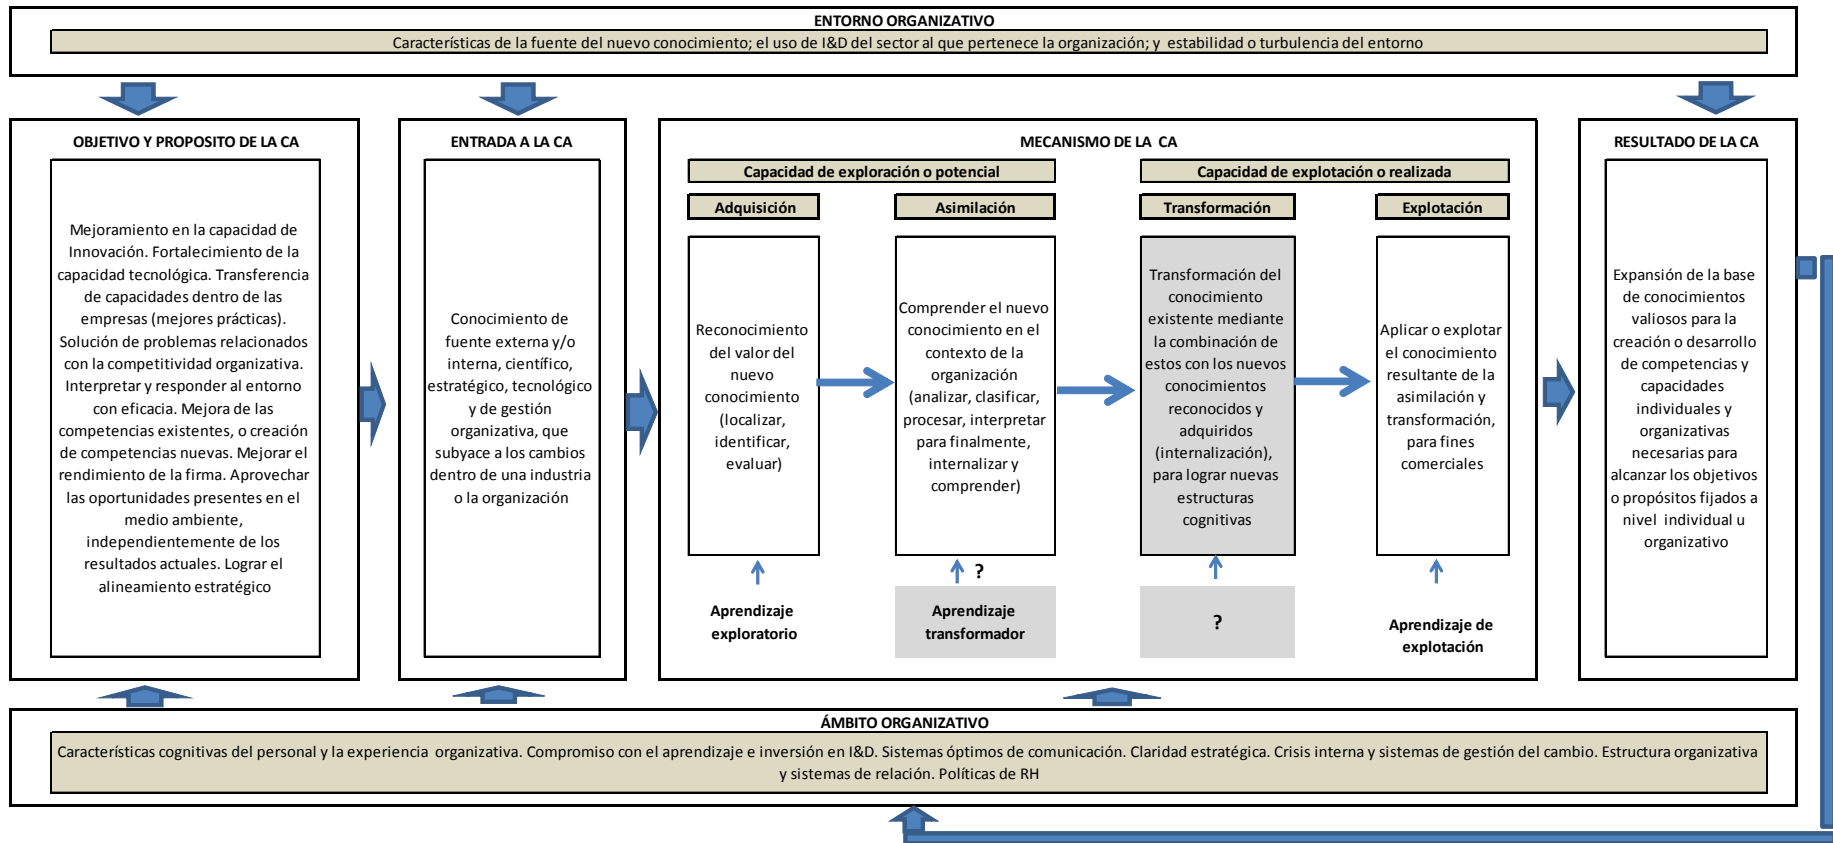 ENTORNO ORGANIZATIVO
Características de la fuente del nuevo conocimiento; el uso de I&D del sector al que pertenece la organización; y estabilidad o turbulencia del entorno
OBJETIVO Y PROPOSITO DE LA CA
Mejoramiento en la capacidad de
Innovación. Fortalecimiento de la
capacidad tecnológica. Transferencia
de capacidades dentro de las
empresas (mejores prácticas).
Solución de problemas relacionados
con la competitividad organizativa.
Interpretar y responder al entorno
con eficacia. Mejora de las
competencias existentes, o creación
de competencias nuevas. Mejorar el
rendimiento de la firma. Aprovechar
las oportunidades presentes en el
medio ambiente,
independientemente de los
resultados actuales. Lograr el
alineamiento estratégico
ENTRADA A LA CA
Conocimiento de
fuente externa y/o
interna, científico,
estratégico, tecnológico
y de gestión
organizativa, que
subyace a los cambios
dentro de una industria
o la organización
MECANISMO DE LA CA
Capacidad de exploración o potencial
Capacidad de explotación o realizada
Adquisición
Reconocimiento
del valor del
nuevo
conocimiento
(localizar,
identificar,
evaluar)
Aprendizaje
exploratorio
Asimilación
Comprender el nuevo
conocimiento en el
contexto de la
organización
(analizar, clasificar,
procesar, interpretar
para finalmente,
internalizar y
comprender)
?
Aprendizaje
transformador
Transformación
Transformación del
conocimiento
existente mediante
la combinación de
estos con los nuevos
conocimientos
reconocidos y
adquiridos
(internalización),
para lograr nuevas
estructuras
cognitivas
?
Explotación
Aplicar o explotar
el conocimiento
resultante de la
asimilación y
transformación,
para fines
comerciales
Aprendizaje de
explotación
RESULTADO DE LA CA
Expansión de la base
de conocimientos
valiosos para la
creación o desarrollo
de competencias y
capacidades
individuales y
organizativas
necesarias para
alcanzar los objetivos
o propósitos fijados a
nivel individual u
organizativo
ÁMBITO ORGANIZATIVO
Características cognitivas del personal y la experiencia organizativa. Compromiso con el aprendizaje e inversión en I&D. Sistemas óptimos de comunicación. Claridad estratégica. Crisis interna y sistemas de gestión del cambio. Estructura organizativa
y sistemas de relación. Políticas de RH